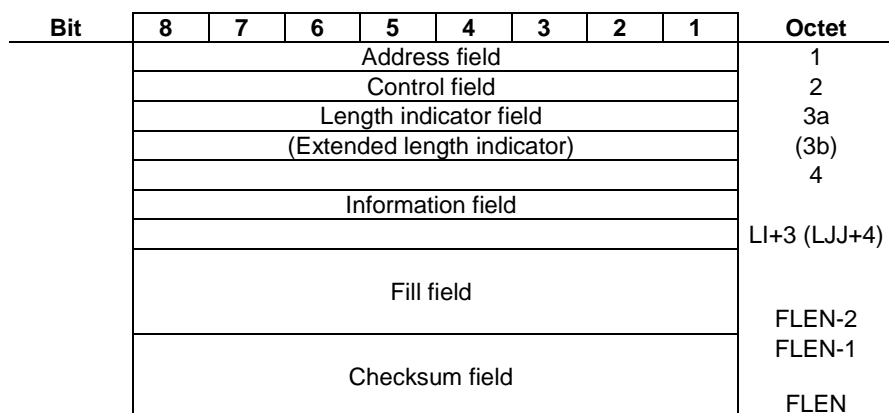 Bit 8 7 6 5 4 3 2 1 Octet
Address field 1
Control field 2
Length indicator field 3a
(Extended length indicator) (3b)
4
Information field
LI+3 (LJJ+4)
Fill field
FLEN-2
FLEN-1
Checksum field
FLEN